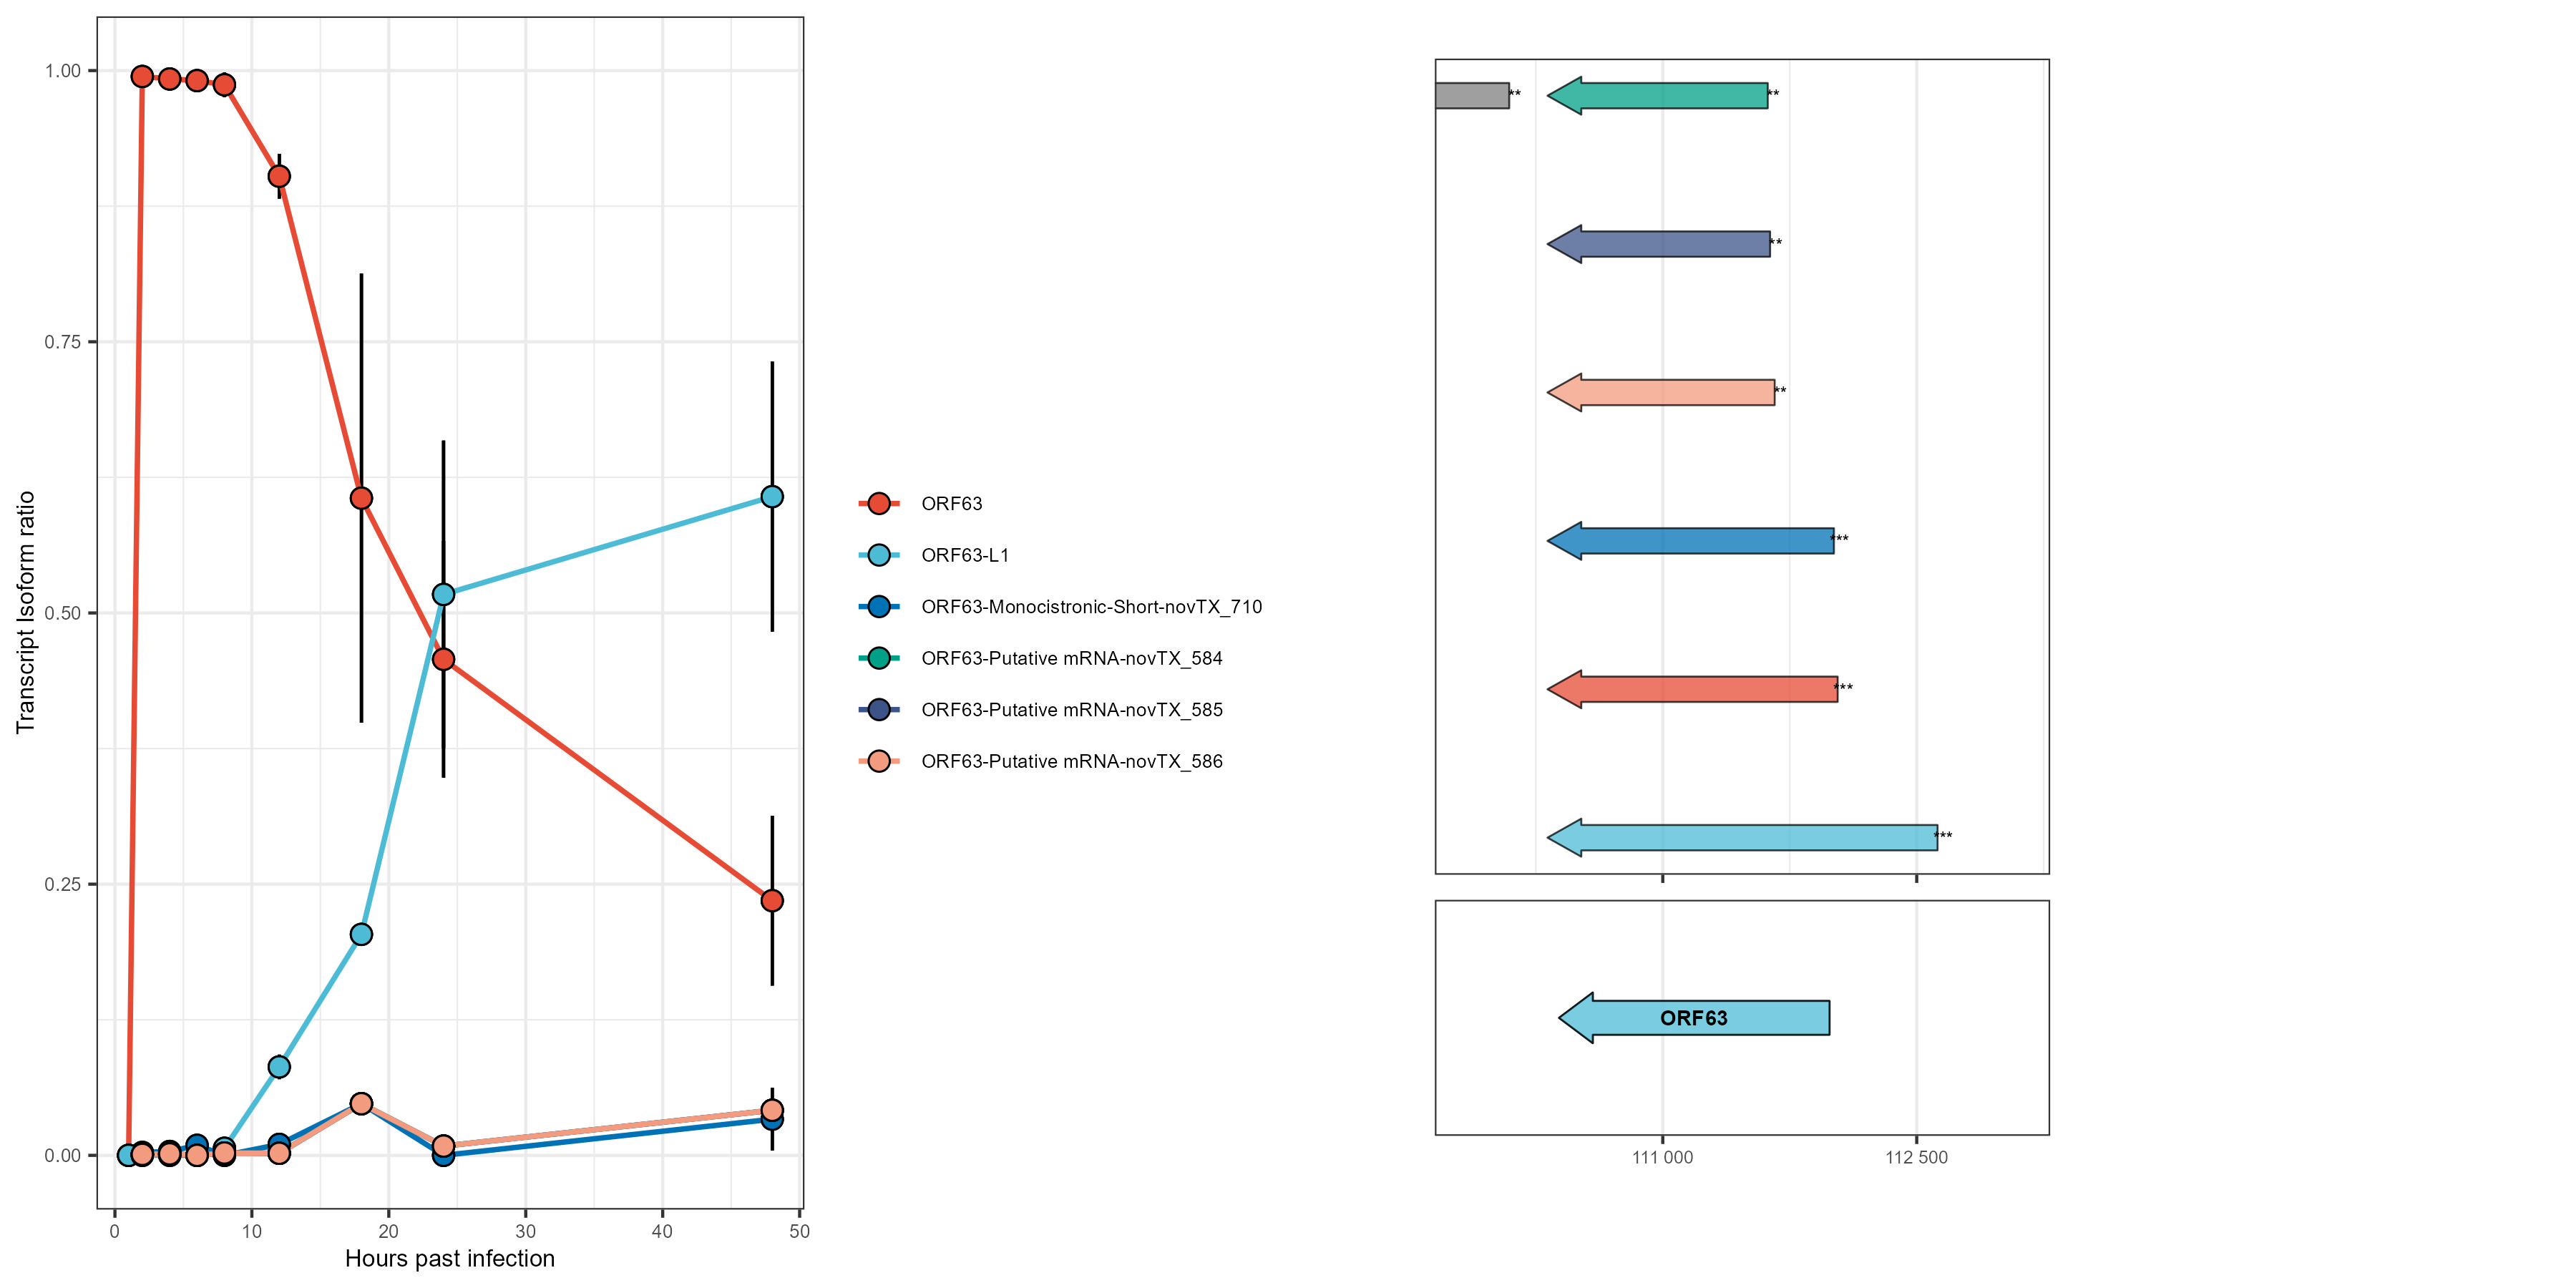 1.00
0.75
0.50
0.25
0.00
Transcript Isoform ratio
0 10 20 30 40 50
Hours past infection
ORF63
ORF63-L1
ORF63-Monocistronic-Short-novTX_710
ORF63-Putative mRNA-novTX_584
ORF63-Putative mRNA-novTX_585
ORF63-Putative mRNA-novTX_586
** **
**
**
***
***
***
ORF63
111 000 112 500